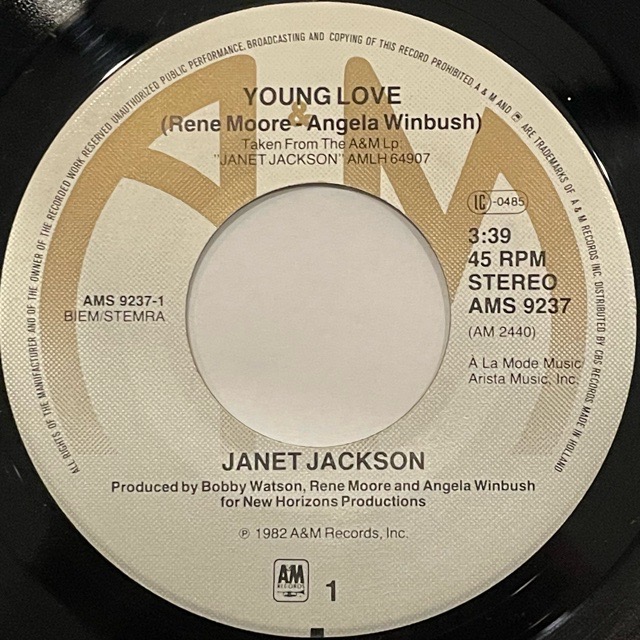 ALL RIGHTS OF THE MANUFACTURER AND OF THE OWNER OF THE RECORDED WORK RESERVED UNAUTHORIZED PUBLIC PERFORMANCE, BROADCASTING AND COPYING OF THIS RECORD PROHIBITED. A & M AND AM ARE TRADEMARKS OF A & M RECORDS INC. DISTRIBUTED BY CBS RECORDS MADE IN HOLLAND
A&M
YOUNG LOVE
(Rene Moore - Angela Winbush)
Taken From The A&M Lp:
"JANET JACKSON" AMLH 64907
LC -0485
3:39
45 RPM
STEREO
AMS 9237
(AM 2440)
AMS 9237-1
BIEM/STEMRA
A La Mode Music
Arista Music, Inc.
JANET JACKSON
Produced by Bobby Watson, Rene Moore and Angela Winbush
for New Horizons Productions
℗ 1982 A&M Records, Inc.
A&M
RECORDS
1